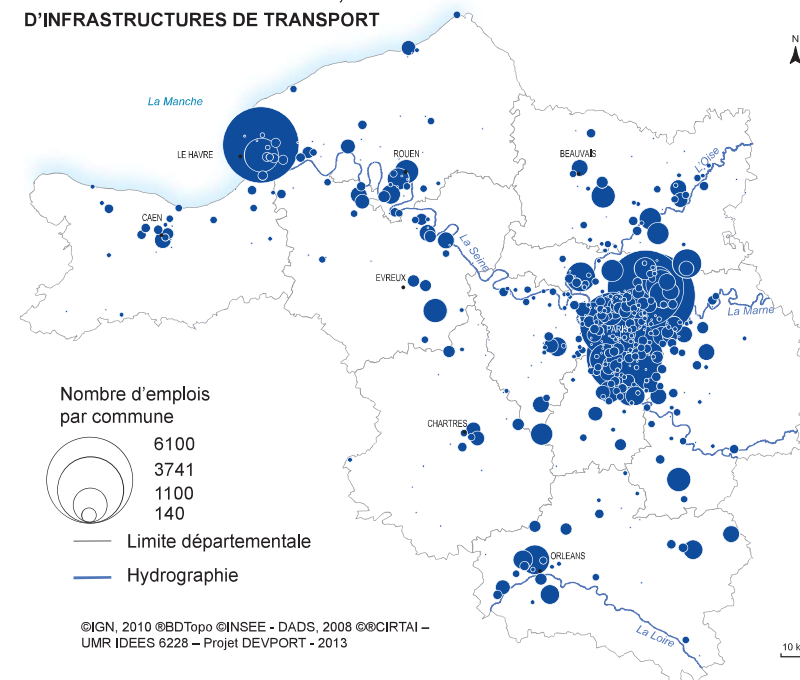 D’INFRASTRUCTURES DE TRANSPORT
N
La Manche
LE HAVRE
ROUEN
BEAUVAIS
L'Oise
CAEN
La Seine
EVREUX
PARIS
La Marne
Nombre d’emplois
par commune
6100
3741
1100
140
CHARTRES
Limite départementale
Hydrographie
ORLEANS
La Loire
©IGN, 2010 ®BDTopo ©INSEE - DADS, 2008 ©®CIRTAI –
UMR IDEES 6228 – Projet DEVPORT - 2013
10 k